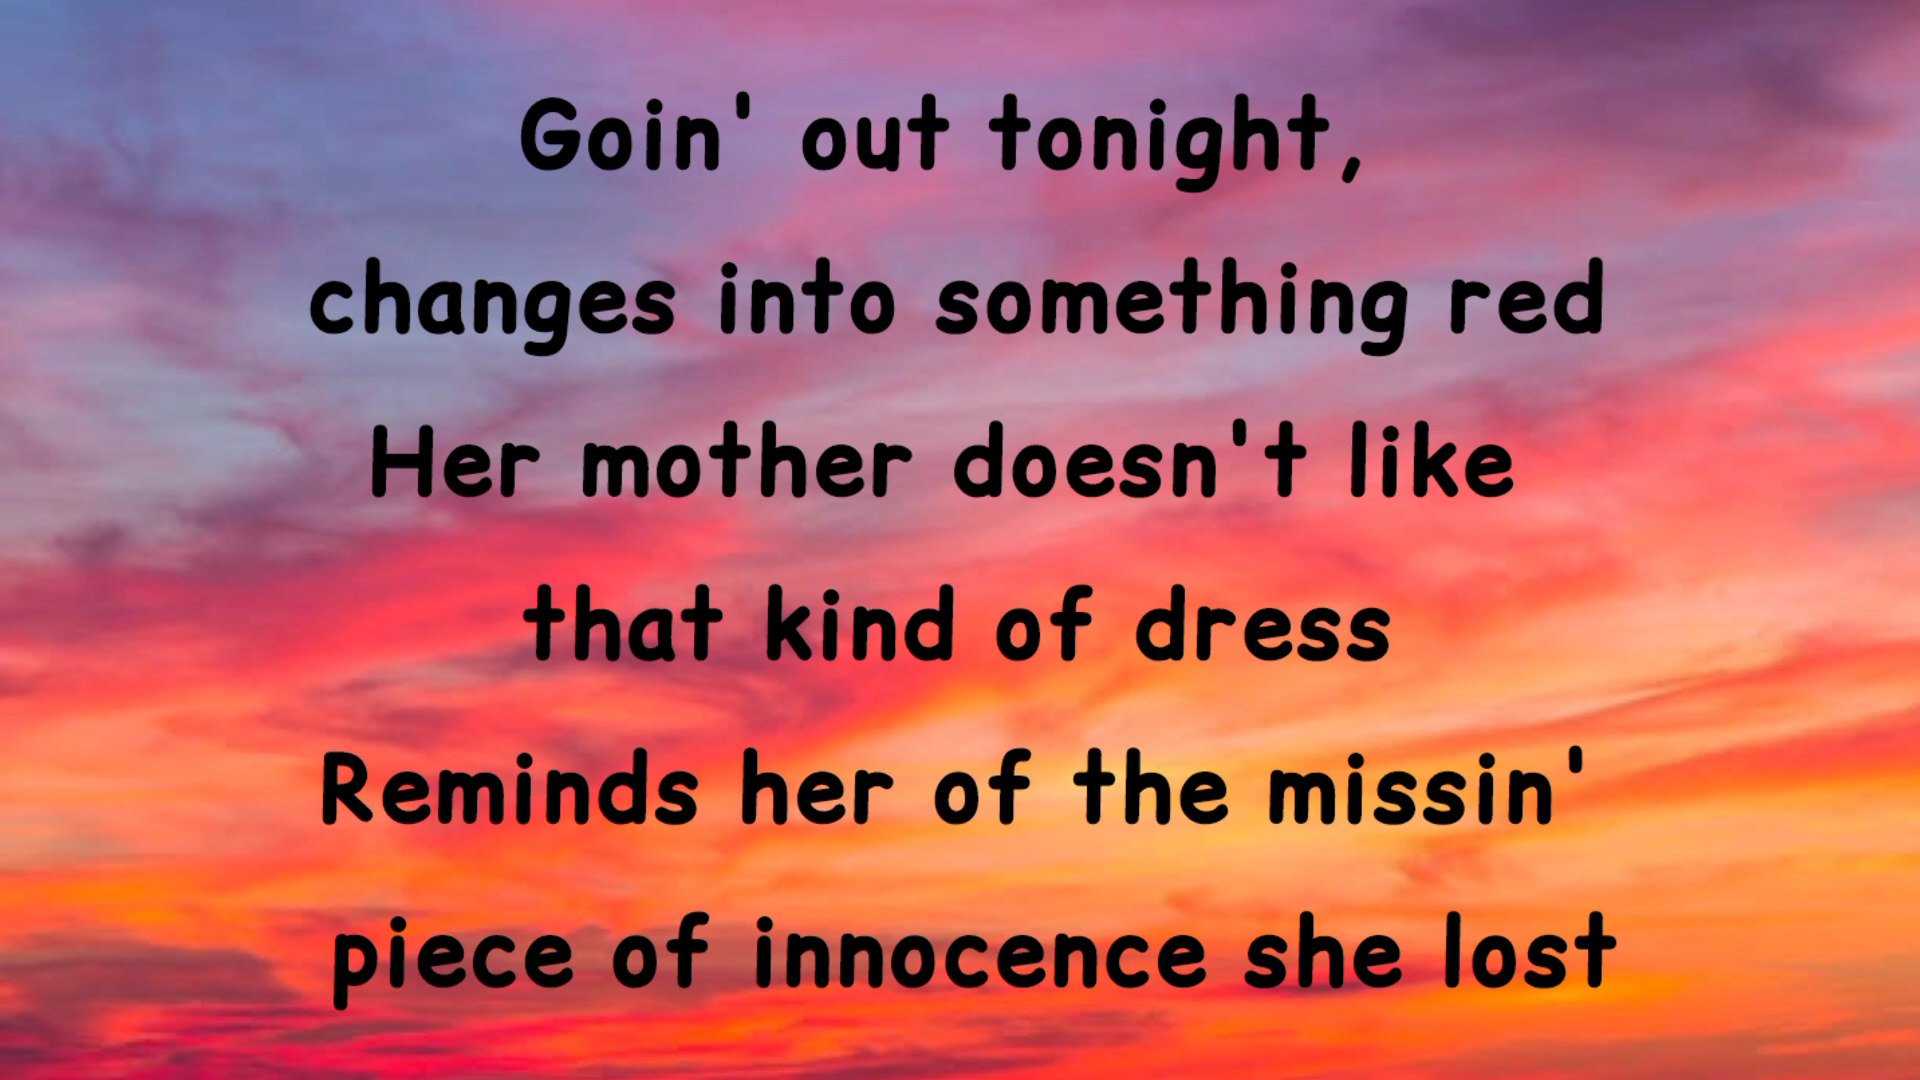 Goin' out tonight,
changes into something red
Her mother doesn't like
that kind of dress
Reminds her of the missin'
piece of innocence she lost